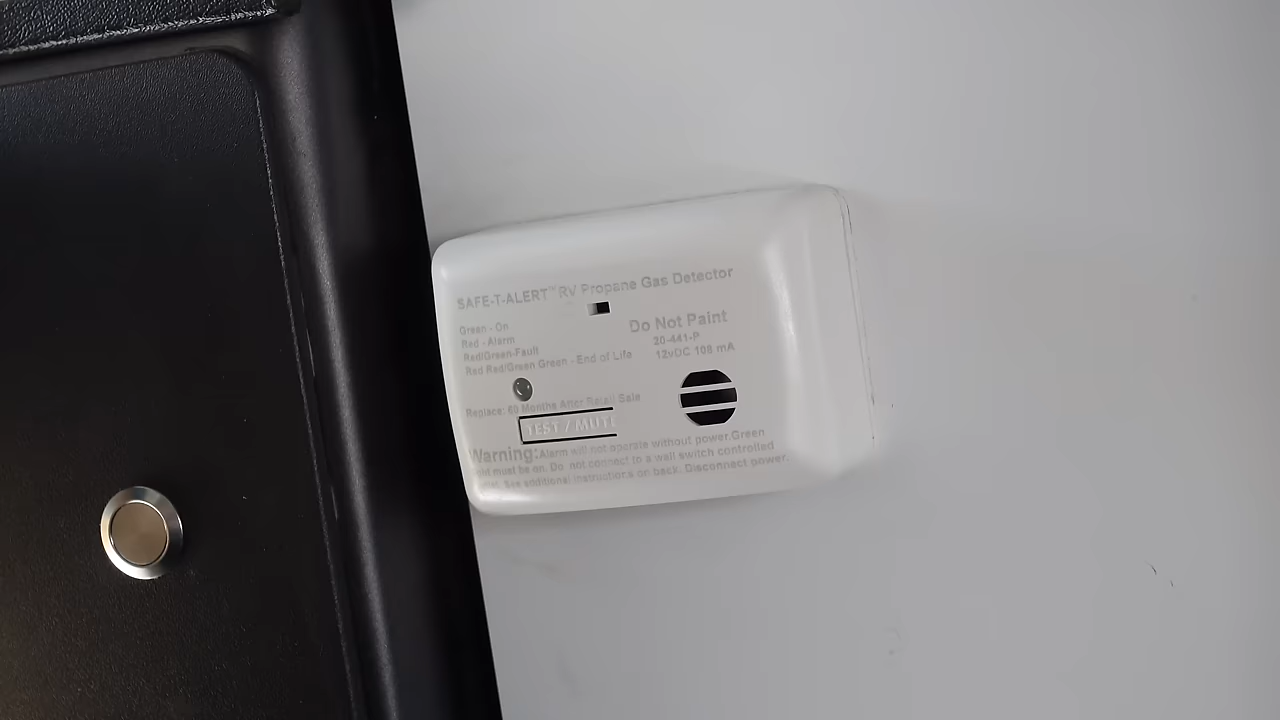 SAFE-T-ALERT™ RV Propane Gas Detector
Green - On
Red - Alarm
Red/Green-Fault
Red Red/Green Green - End of Life
Do Not Paint
20-441-P
12vDC 108 mA
Replace: 60 Months After Retail Sale
TEST / MUTE
Warning: Alarm will not operate without power.Green
light must be on. Do not connect to a wall switch controlled
outlet. See additional instructions on back. Disconnect power.